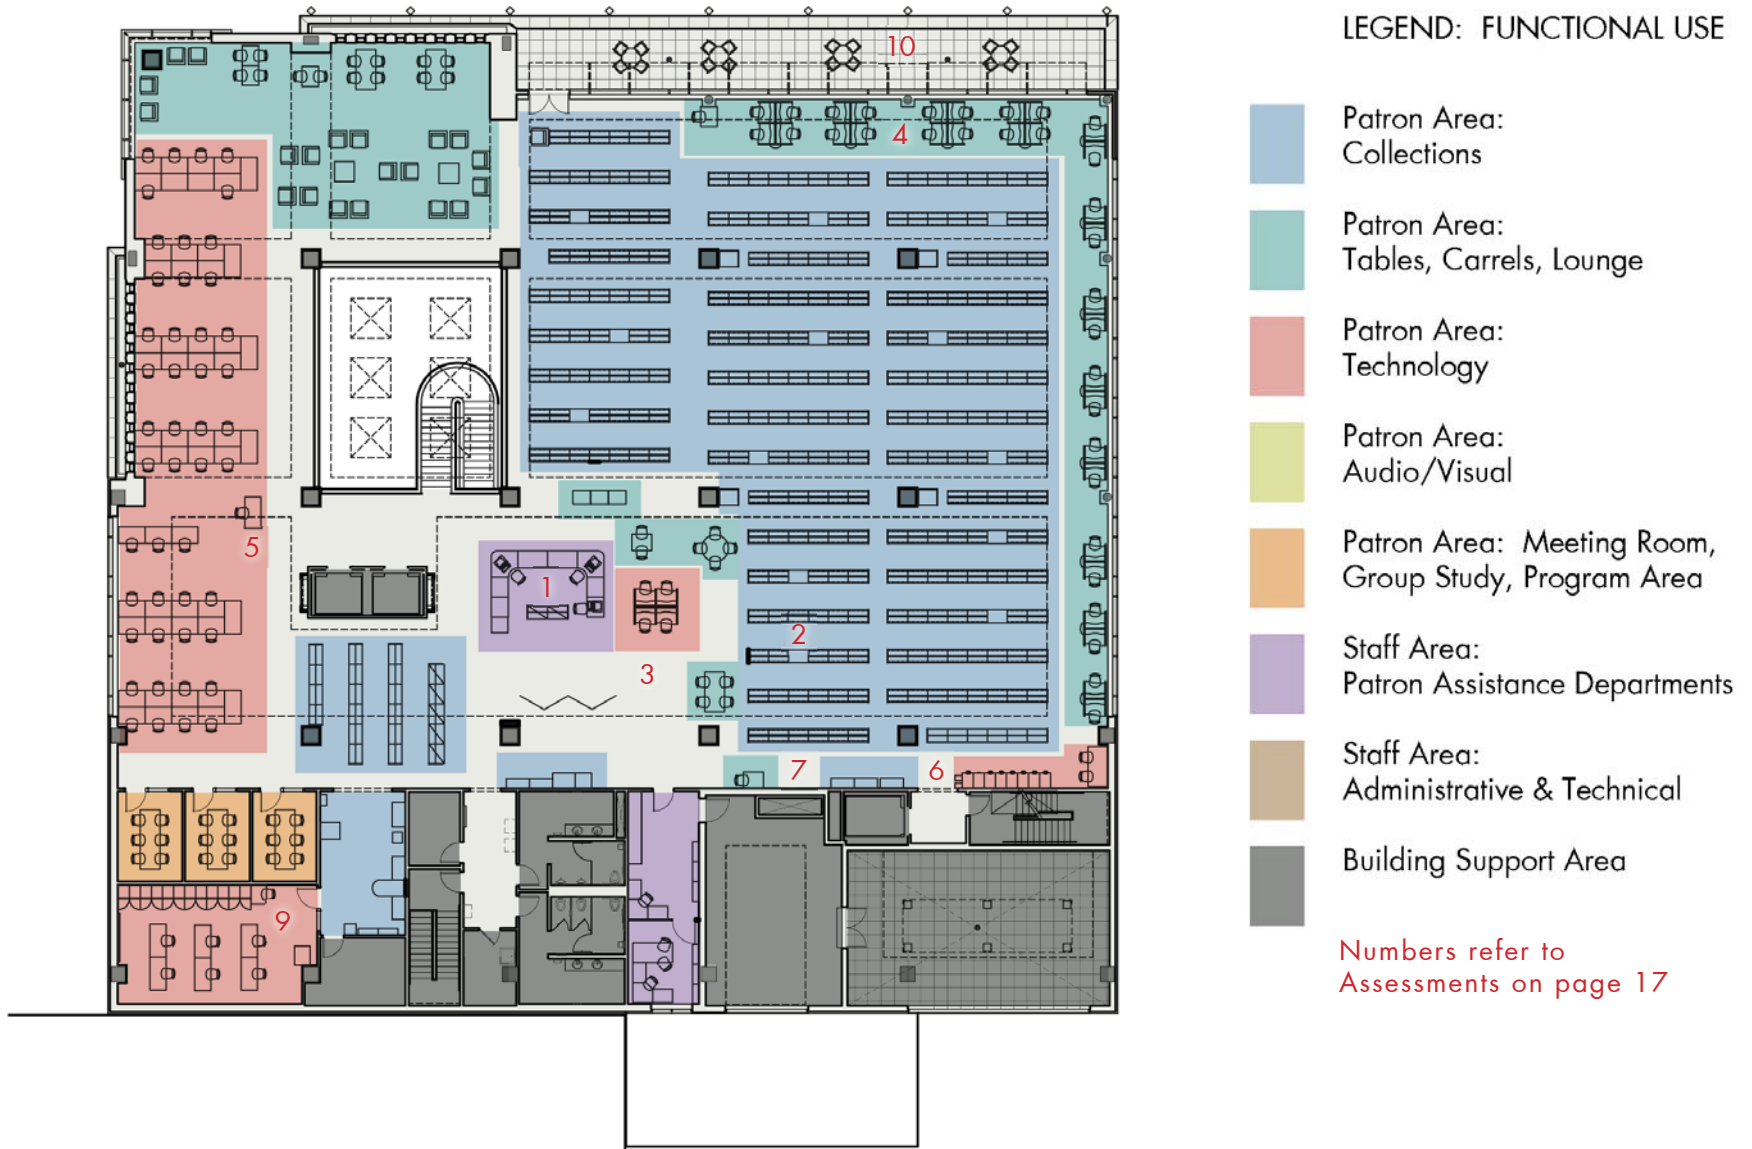 LEGEND: FUNCTIONAL USE
Patron Area:
Collections
Patron Area:
Tables, Carrels, Lounge
Patron Area:
Technology
Patron Area:
Audio/Visual
Patron Area: Meeting Room,
Group Study, Program Area
Staff Area:
Patron Assistance Departments
Staff Area:
Administrative & Technical
Building Support Area
Numbers refer to
Assessments on page 17
10
4
5
1
2
3
7
6
9